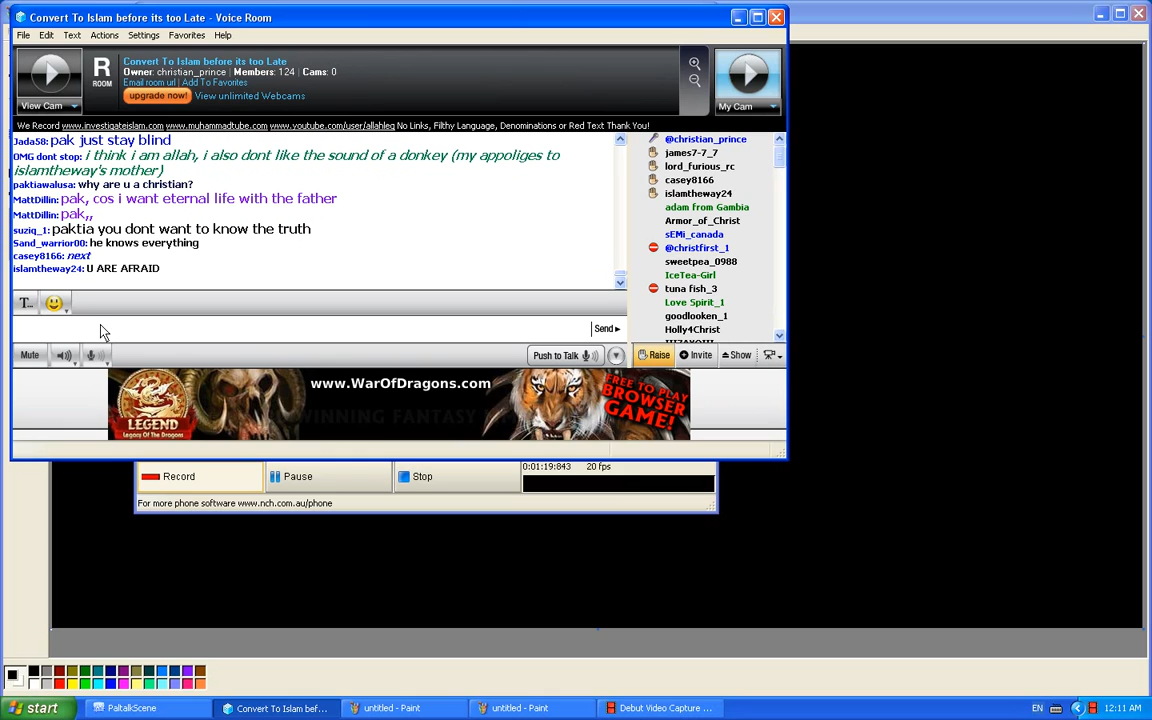 Convert To Islam before its too Late - Voice Room
File Edit Text Actions Settings Favorites Help
R
ROOM
Convert To Islam before its too Late
Owner: christian_prince | Members: 124 | Cams: 0
Email room url | Add To Favorites
upgrade now! View unlimited Webcams
View Cam
My Cam
We Record www.investigateislam.com www.muhammadtube.com www.youtube.com/user/allahleg No Links, Filthy Language, Denominations or Red Text Thank You!
Jada58: pak just stay blind
OMG dont stop: i think i am allah, i also dont like the sound of a donkey (my appoliges to
islamtheway's mother)
paktiawalusa: why are u a christian?
MattDillin: pak, cos i want eternal life with the father
MattDillin: pak,,
suziq_1: paktia you dont want to know the truth
Sand_warrior00: he knows everything
casey8166: next
islamtheway24: U ARE AFRAID
@christian_prince
james7-7_7
lord_furious_rc
casey8166
islamtheway24
adam from Gambia
Armor_of_Christ
sEMi_canada
@christfirst_1
sweetpea_0988
IceTea-Girl
tuna fish_3
Love Spirit_1
goodlooken_1
Holly4Christ
T...
Send
Mute
Push to Talk
Raise Invite Show
www.WarOfDragons.com
WINNING FANTASY
LEGEND
Legacy Of The Dragons
FREE TO PLAY
BROWSER
GAME!
Record Pause Stop
0:01:19:843 20 fps
For more phone software www.nch.com.au/phone
start PaltalkScene Convert To Islam bef... untitled - Paint untitled - Paint Debut Video Capture ... EN 12:11 AM